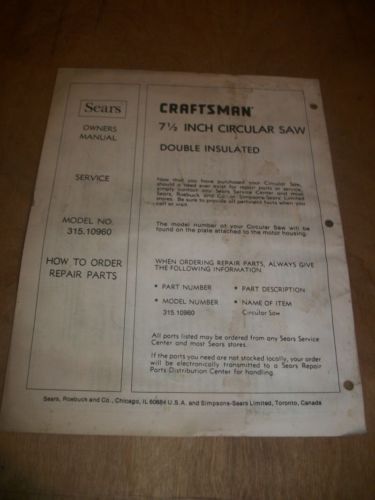 Sears
OWNERS
MANUAL
SERVICE
MODEL NO.
315.10960
HOW TO ORDER
REPAIR PARTS
CRAFTSMAN
7½ INCH CIRCULAR SAW
DOUBLE INSULATED
Now that you have purchased your Circular Saw,
should a need ever exist for repair parts or service,
simply contact any Sears Service Center and most
Sears, Roebuck and Co. or Simpsons-Sears Limited
stores. Be sure to provide all pertinent facts when you
call or visit.
The model number of your Circular Saw will be
found on the plate attached to the motor housing.
WHEN ORDERING REPAIR PARTS, ALWAYS GIVE
THE FOLLOWING INFORMATION
• PART NUMBER • PART DESCRIPTION
• MODEL NUMBER • NAME OF ITEM
315.10960 Circular Saw
All parts listed may be ordered from any Sears Service
Center and most Sears stores.
If the parts you need are not stocked locally, your order
will be electronically transmitted to a Sears Repair
Parts Distribution Center for handling.
Sears, Roebuck and Co., Chicago, IL 60684 U.S.A. and Simpsons-Sears Limited, Toronto, Canada